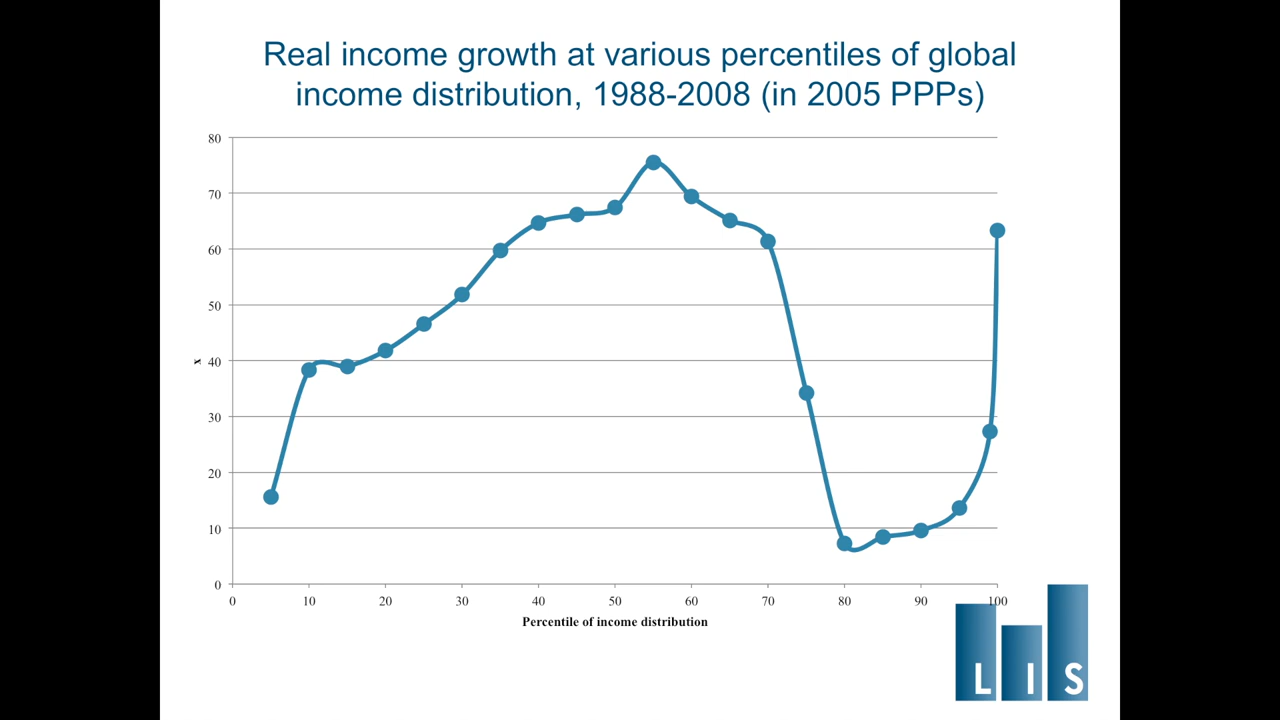 Real income growth at various percentiles of global
income distribution, 1988-2008 (in 2005 PPPs)
80
70
60
50
x
40
30
20
10
0
0 10 20 30 40 50 60 70 80 90 100
Percentile of income distribution
L I S